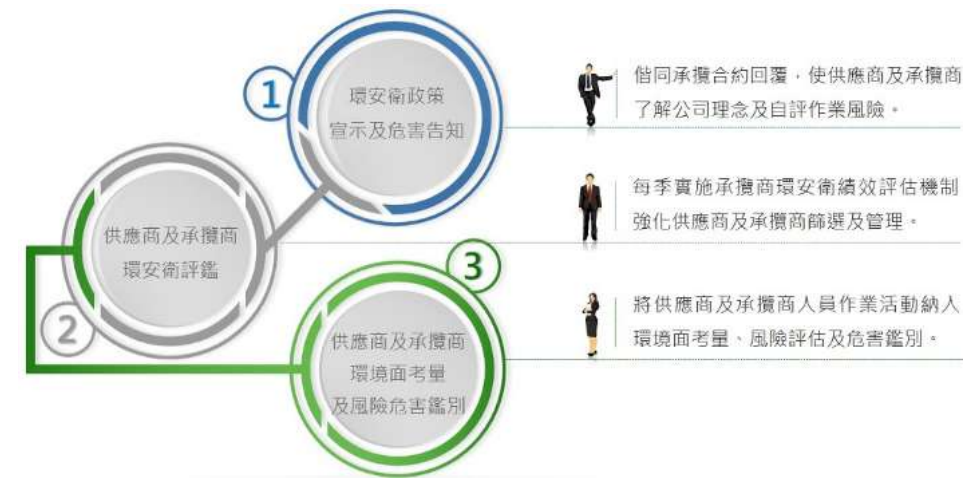 1
環安衛政策
宣示及危害告知
偕同承攬合約回覆，使供應商及承攬商
了解公司理念及自評作業風險。
2
供應商及承攬商
環安衛評鑑
每季實施承攬商環安衛績效評估機制
強化供應商及承攬商篩選及管理。
3
供應商及承攬商
環境面考量
及風險危害鑑別
將供應商及承攬商人員作業活動納入
環境面考量、風險評估及危害鑑別。